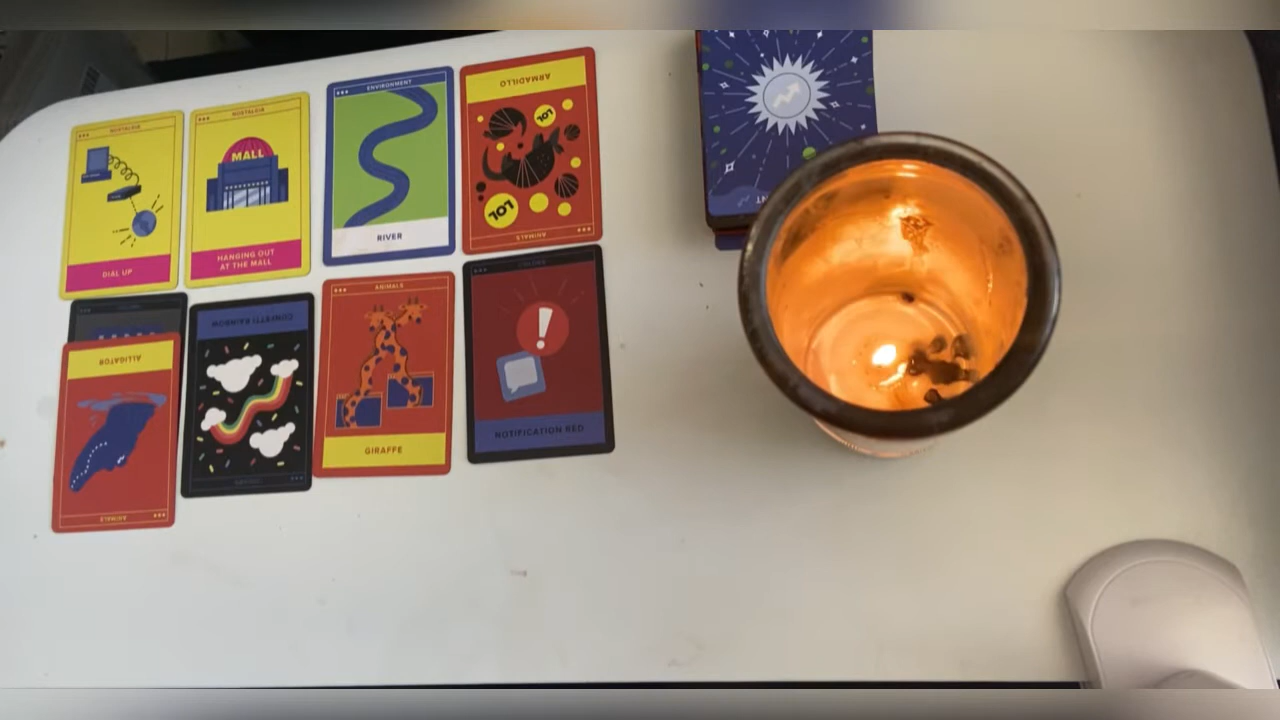 NOSTALGIA
MALL
DIAL UP
NOSTALGIA
HANGING OUT
AT THE MALL
ENVIRONMENT
RIVER
ARMADILLO
LOL
LOL
ANIMALS
ALLIGATOR
ANIMALS
CONFETTI RAINBOW
ANIMALS
GIRAFFE
NOTIFICATION RED